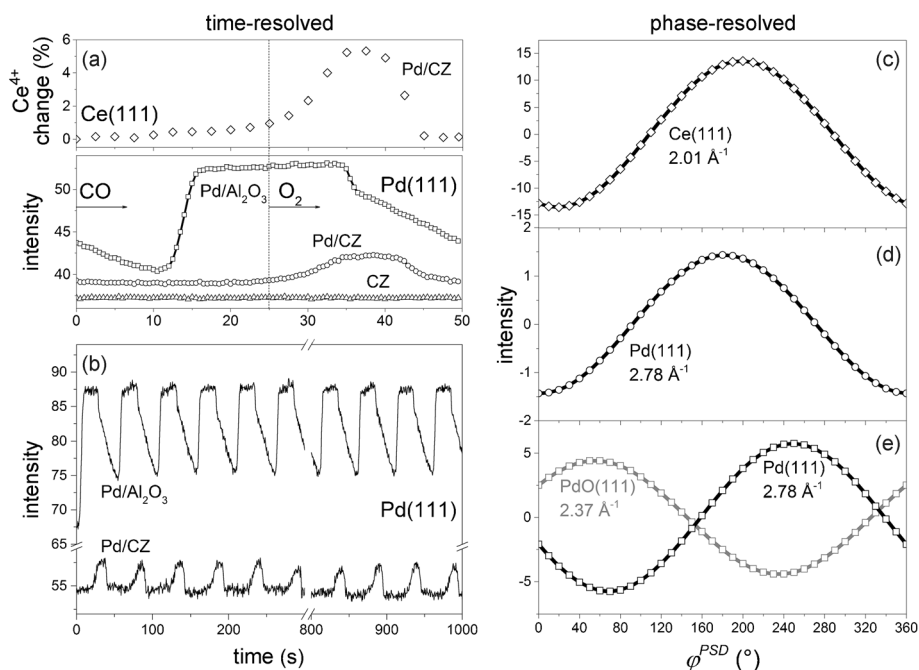 time-resolved
phase-resolved
(a)
Ce⁴⁺
change (%)
6
4
2
0
Ce(111)
Pd/CZ
intensity
50
45
40
CO
Pd/Al₂O₃
O₂
Pd(111)
Pd/CZ
CZ
0 10 20 30 40 50
(b)
intensity
90
85
80
75
70
65
55
Pd/Al₂O₃
Pd(111)
Pd/CZ
0 100 200 300 800 900 1000
time (s)
(c)
15
10
5
0
-5
-10
-15
Ce(111)
2.01 Å⁻¹
(d)
2
1
0
-1
-2
Pd(111)
2.78 Å⁻¹
intensity
(e)
5
0
-5
PdO(111)
2.37 Å⁻¹
Pd(111)
2.78 Å⁻¹
0 40 80 120 160 200 240 280 320 360
φᴾˢᴰ (°)